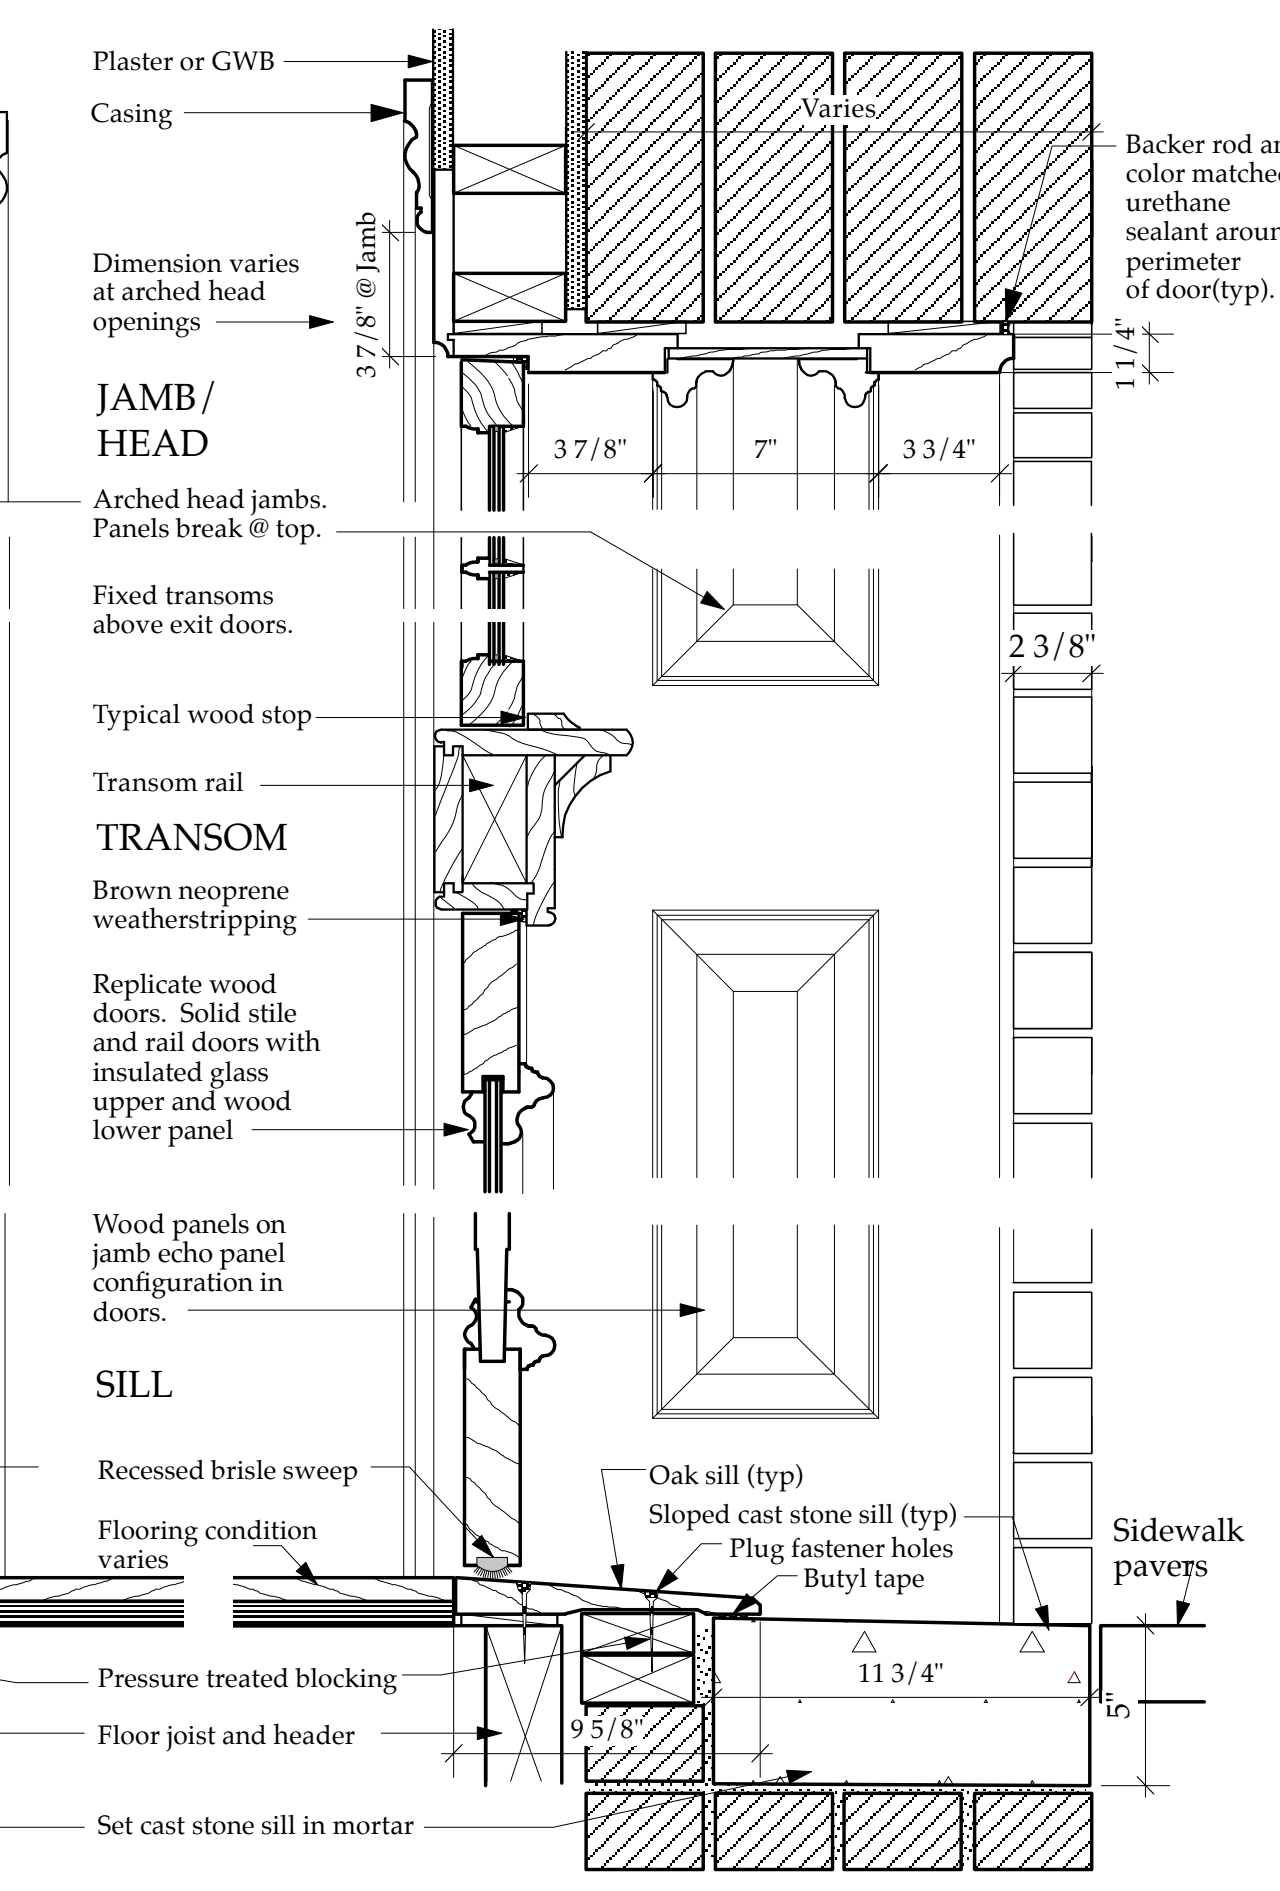 Plaster or GWB
Casing
Varies
Backer rod
color
urethane
sealant
perimeter
of door(typ).
Dimension varies
at arched head
openings
3 7/8" @ Jamb
1 1/4"
JAMB/
HEAD
3 7/8"
7"
3 3/4"
Arched head jambs.
Panels break @ top.
Fixed transoms
above exit doors.
2 3/8"
Typical wood stop
Transom rail
TRANSOM
Brown neoprene
weatherstripping
Replicate wood
doors. Solid stile
and rail doors with
insulated glass
upper and wood
lower panel
Wood panels on
jamb echo panel
configuration in
doors.
SILL
Recessed brisle sweep
Oak sill (typ)
Sloped cast stone sill (typ)
Plug fastener holes
Butyl tape
Sidewalk
pavers
Flooring condition
varies
Pressure treated blocking
11 3/4"
5"
Floor joist and header
9 5/8"
Set cast stone sill in mortar